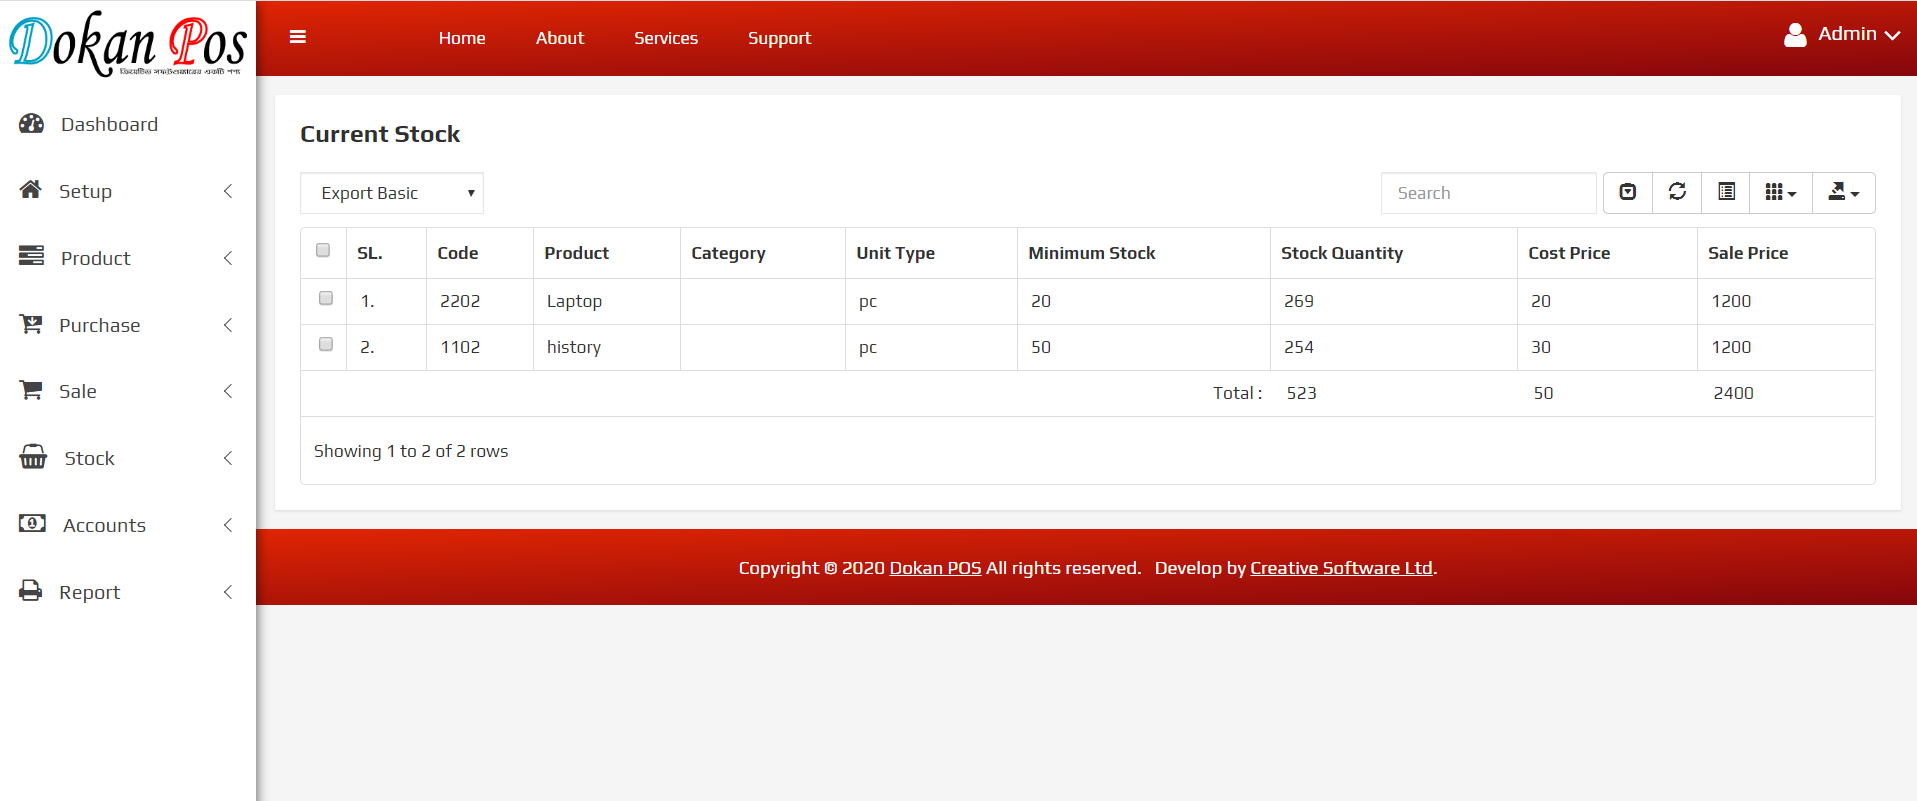 Dokan Pos
Home About Services Support
Admin
Dashboard
Setup
Product
Purchase
Sale
Stock
Accounts
Report
Current Stock
Export Basic
Search
SL. Code Product Category Unit Type Minimum Stock Stock Quantity Cost Price Sale Price
1. 2202 Laptop pc 20 269 20 1200
2. 1102 history pc 50 254 30 1200
Total : 523 50 2400
Showing 1 to 2 of 2 rows
Copyright © 2020 Dokan POS All rights reserved. Develop by Creative Software Ltd.